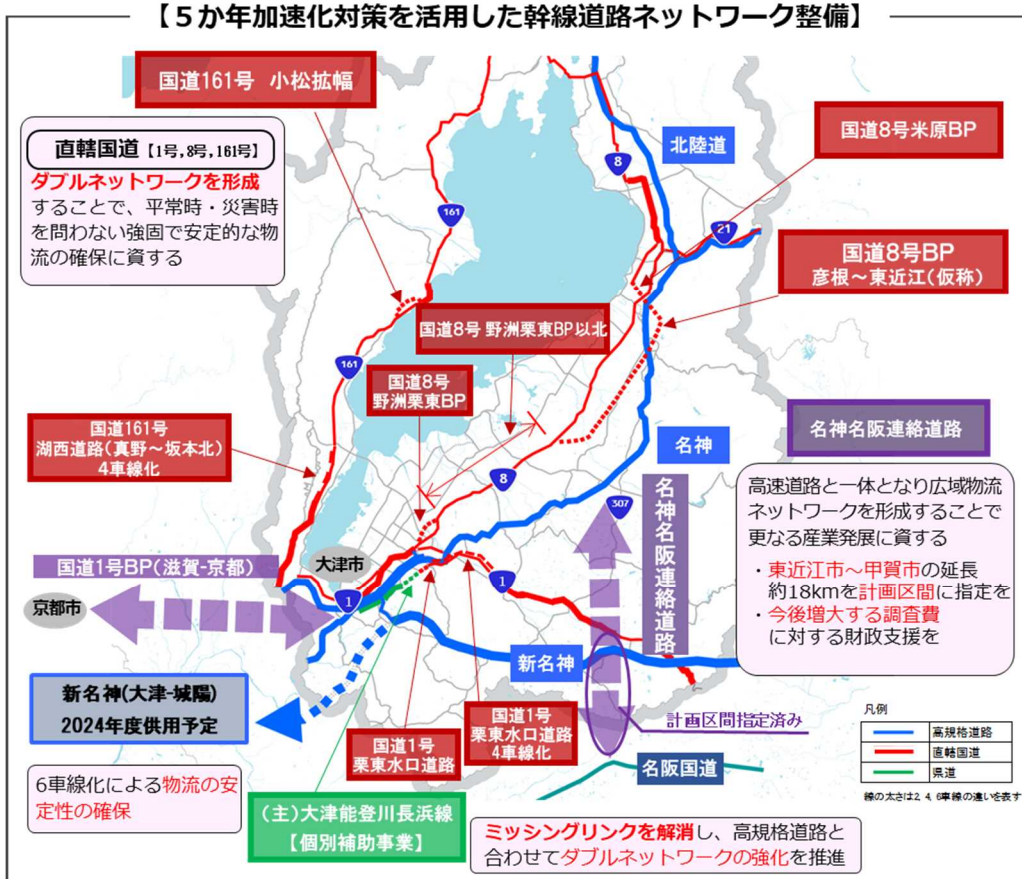 【５か年加速化対策を活用した幹線道路ネットワーク整備】
国道161号 小松拡幅
直轄国道【1号,8号,161号】
ダブルネットワークを形成
することで、平常時・災害時
を問わない強固で安定的な物
流の確保に資する
北陸道
国道8号米原BP
8
161
21
国道8号BP
彦根～東近江（仮称）
国道8号 野洲栗東BP以北
161
国道8号
野洲栗東BP
国道161号
湖西道路（真野～坂本北）
4車線化
名神
名神名阪連絡道路
8
307
名神名阪連絡道路
高速道路と一体となり広域物流
ネットワークを形成することで
更なる産業発展に資する
・東近江市～甲賀市の延長
約18kmを計画区間に指定を
・今後増大する調査費
に対する財政支援を
国道1号BP(滋賀-京都)
大津市
京都市
1
1
新名神
新名神(大津-城陽)
2024年度供用予定
計画区間指定済み
国道1号
栗東水口道路
国道1号
栗東水口道路
4車線化
名阪国道
凡例
高規格道路
直轄国道
県道
線の太さは2､4､6車線の違いを表す
6車線化による物流の安
定性の確保
（主）大津能登川長浜線
【個別補助事業】
ミッシングリンクを解消し、高規格道路と
合わせてダブルネットワークの強化を推進